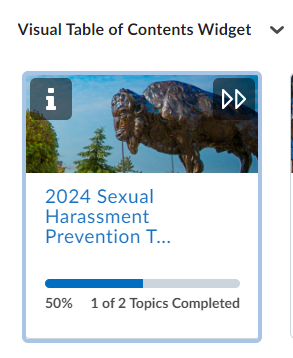 Visual Table of Contents Widget
2024 Sexual
Harassment
Prevention T...
50% 1 of 2 Topics Completed